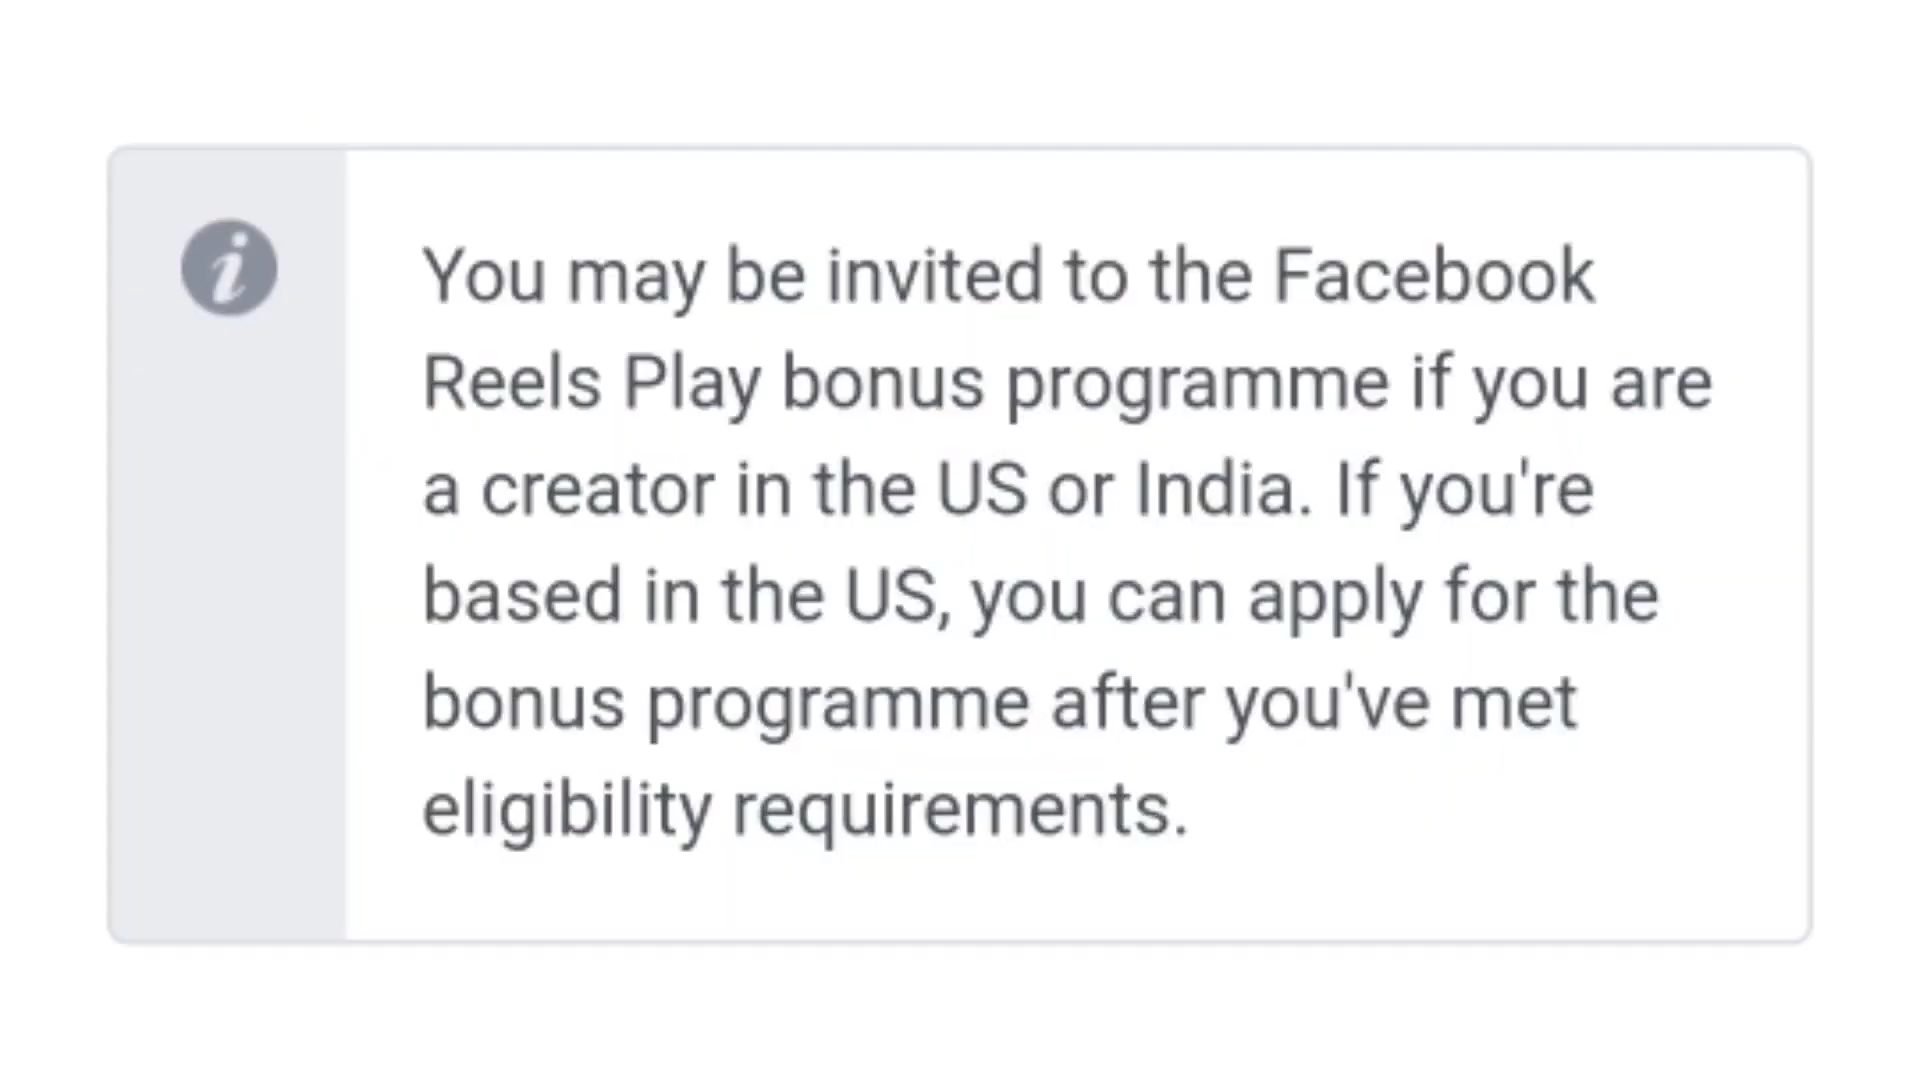 You may be invited to the Facebook
Reels Play bonus programme if you are
a creator in the US or India. If you're
based in the US, you can apply for the
bonus programme after you've met
eligibility requirements.